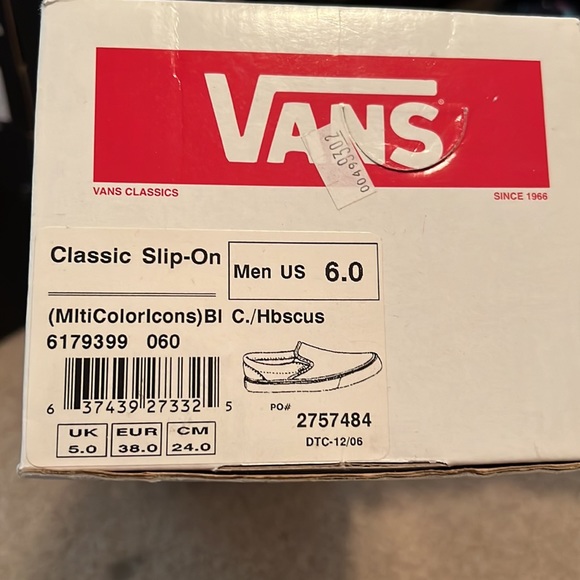 VANS
00493302
VANS CLASSICS
SINCE 1966
Classic Slip-On
Men US 6.0
(MltiColorIcons)Bl C./Hbscus
6179399 060
6 37439 27332 5
PO#
2757484
DTC-12/06
UK EUR CM
5.0 38.0 24.0